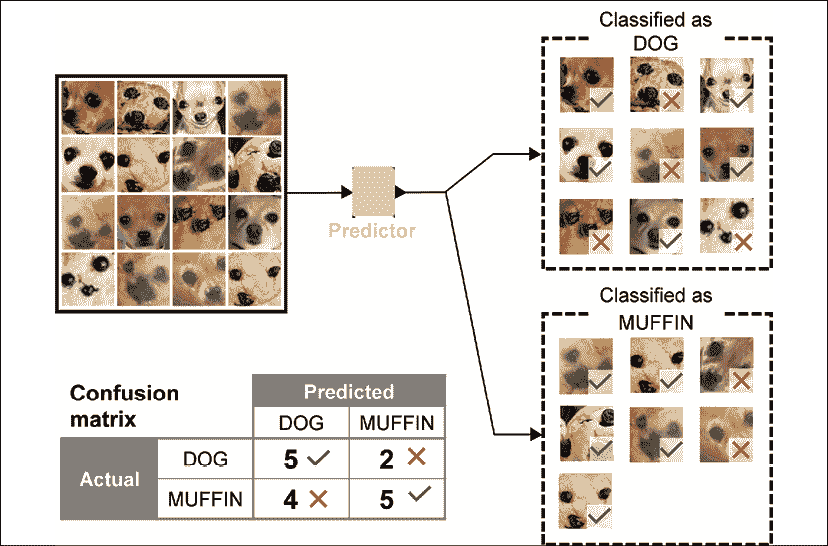 Classified as
DOG
Predictor
Classified as
MUFFIN
Confusion
matrix
Predicted
DOG
MUFFIN
Actual
DOG
5
2
MUFFIN
4
5